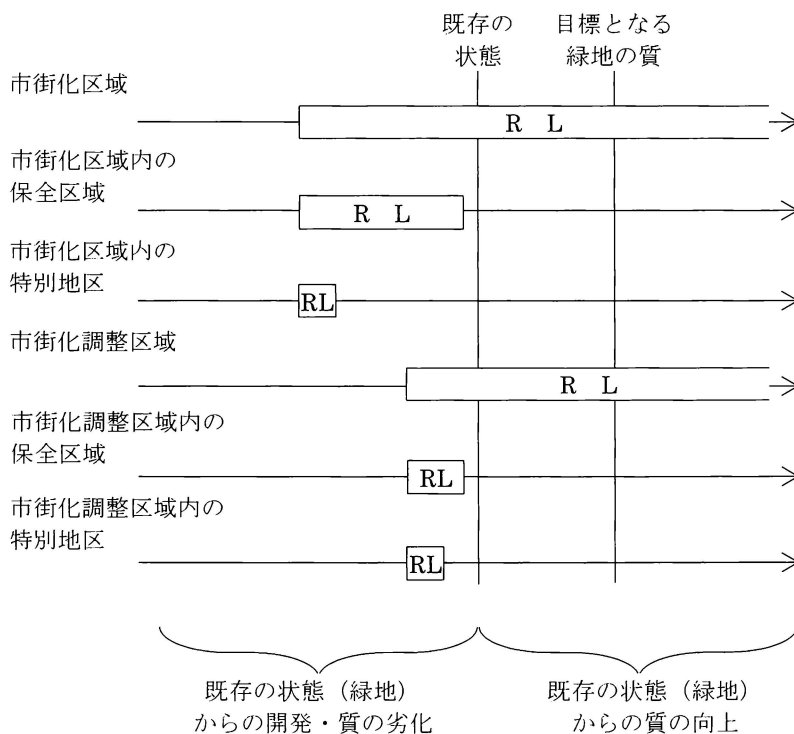 既存の
状態
目標となる
緑地の質
市街化区域
R L
市街化区域内の
保全区域
R L
市街化区域内の
特別地区
RL
市街化調整区域
R L
市街化調整区域内の
保全区域
RL
市街化調整区域内の
特別地区
RL
既存の状態（緑地）
からの開発・質の劣化
既存の状態（緑地）
からの質の向上